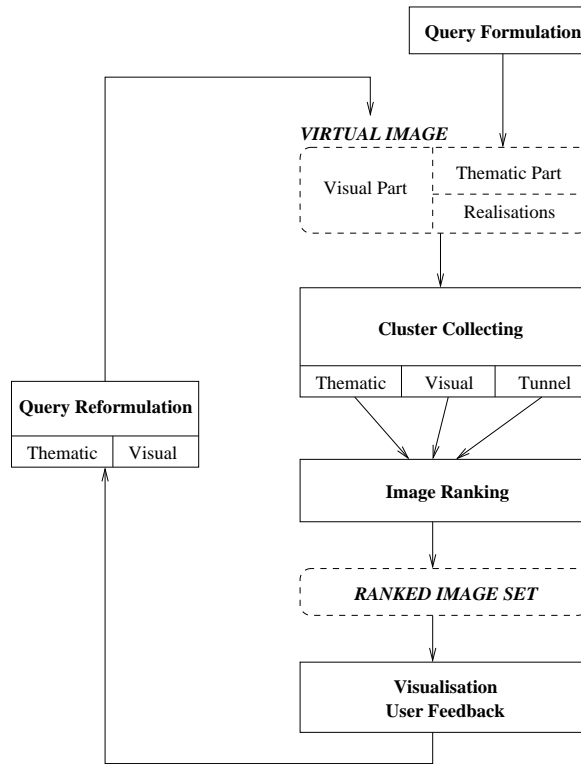 Query Formulation
VIRTUAL IMAGE
Visual Part
Thematic Part
Realisations
Cluster Collecting
Thematic
Visual
Tunnel
Query Reformulation
Thematic
Visual
Image Ranking
RANKED IMAGE SET
Visualisation
User Feedback